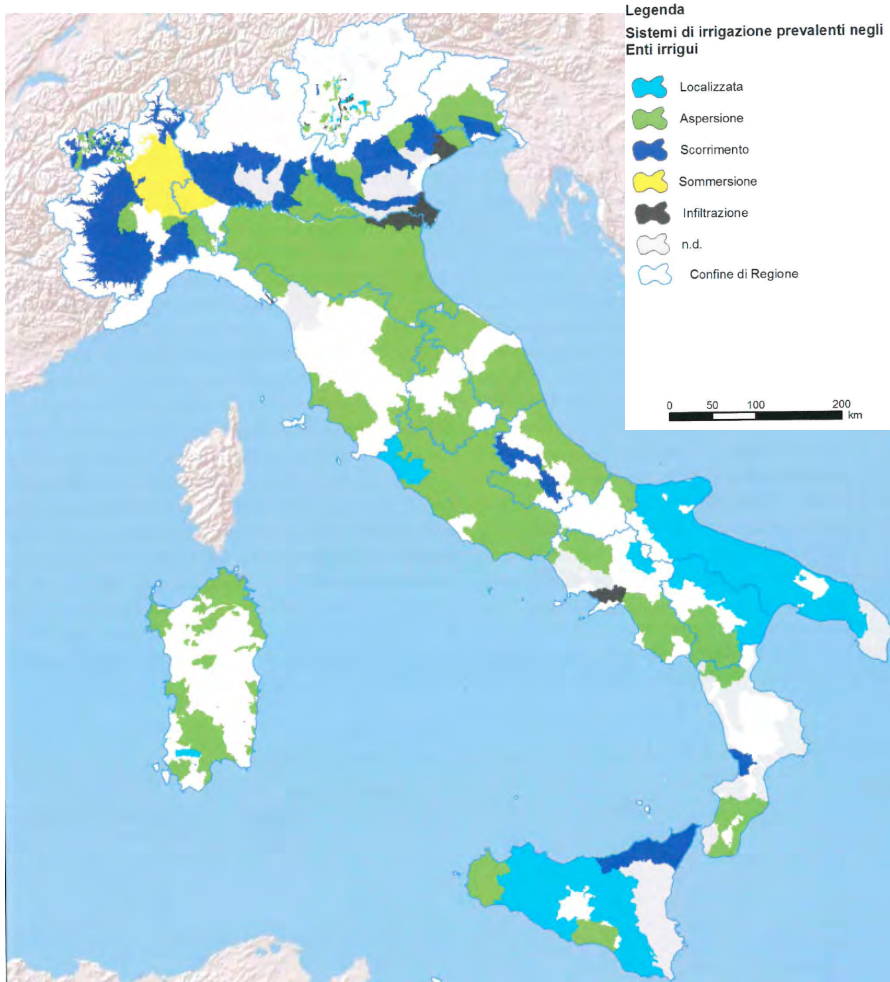 Legenda
Sistemi di irrigazione prevalenti negli
Enti irrigui
Localizzata
Aspersione
Scorrimento
Sommersione
Infiltrazione
n.d.
Confine di Regione
0 50 100 200
km